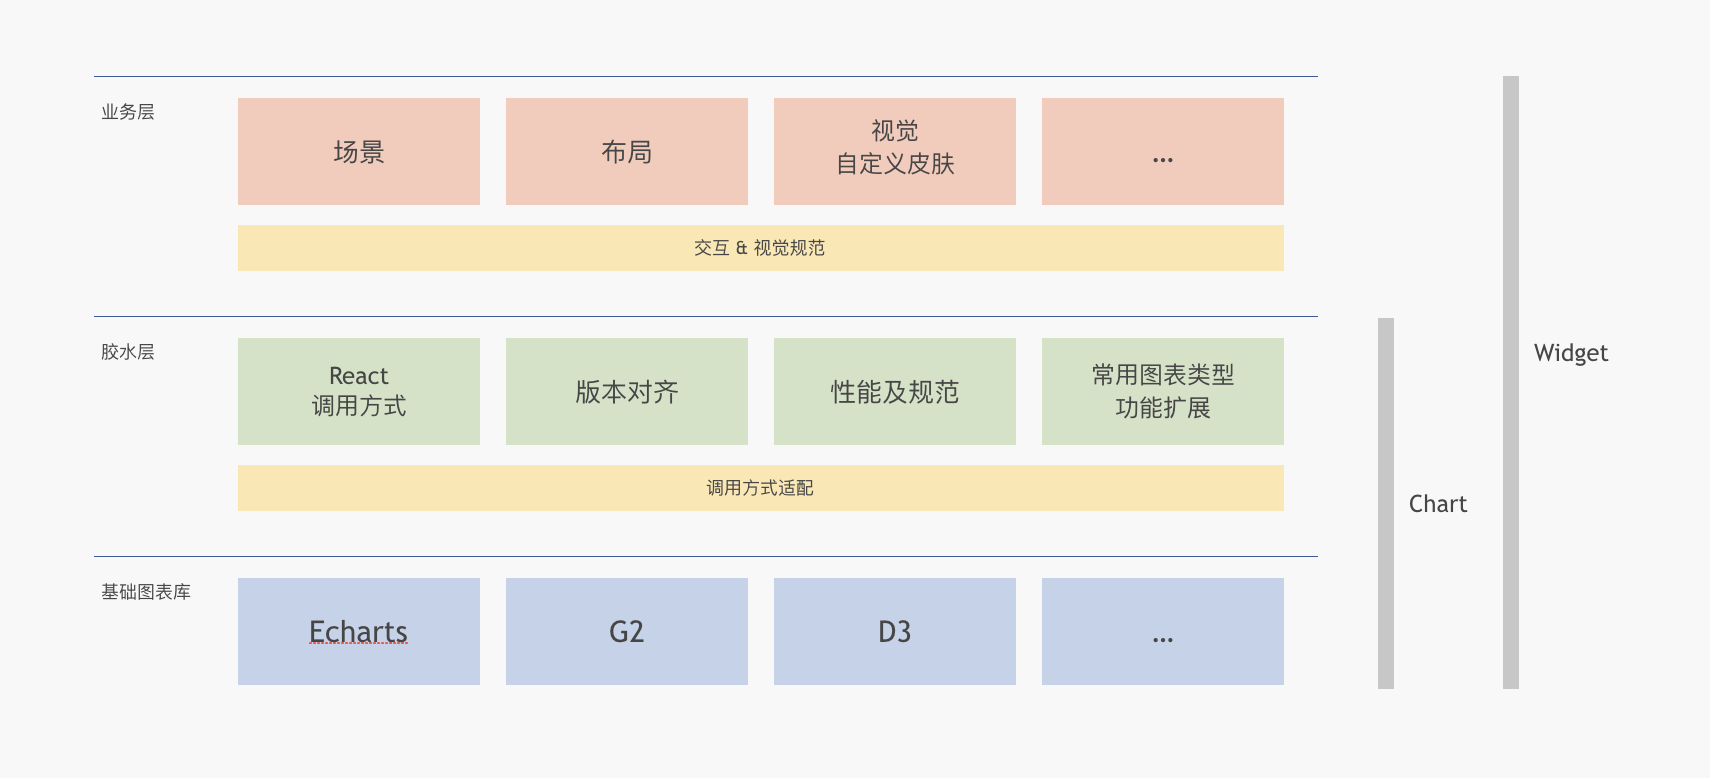 业务层
场景
布局
视觉
自定义皮肤
...
交互 & 视觉规范
胶水层
React
调用方式
版本对齐
性能及规范
常用图表类型
功能扩展
调用方式适配
基础图表库
Echarts
G2
D3
...
Chart
Widget